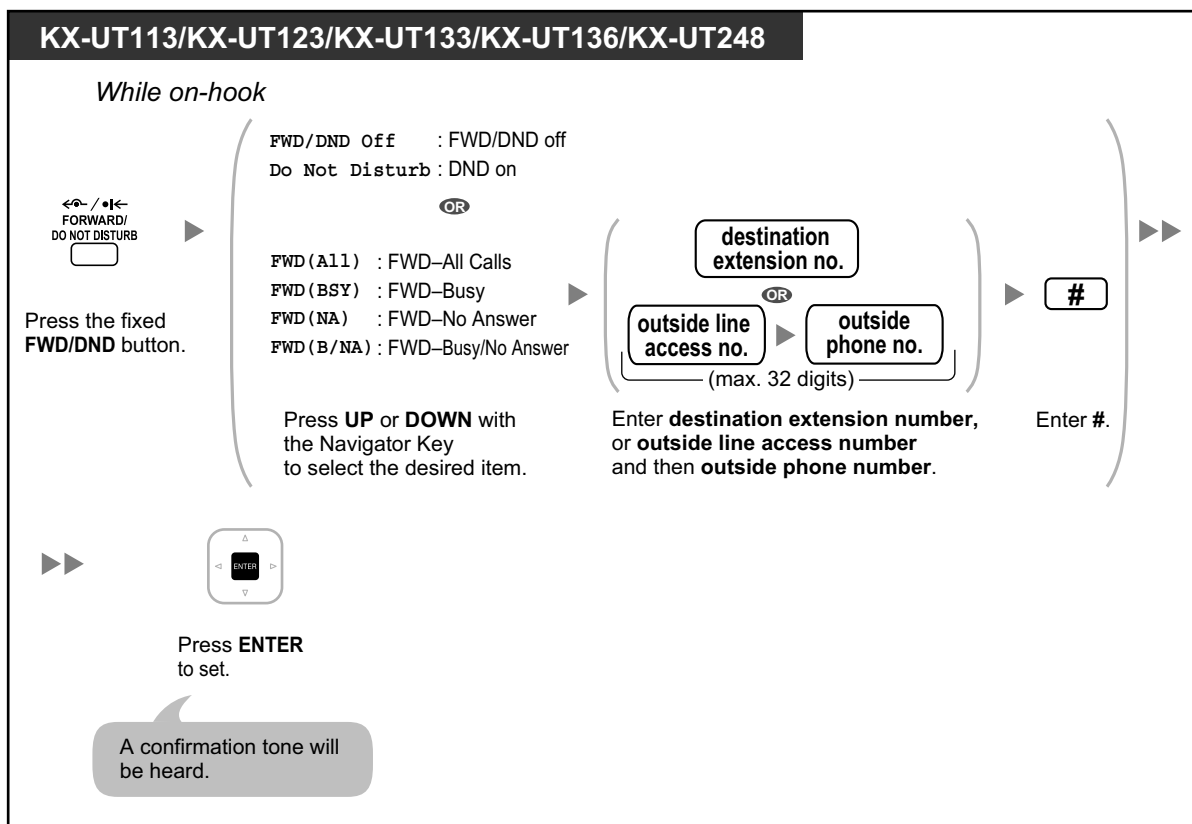 KX-UT113/KX-UT123/KX-UT133/KX-UT136/KX-UT248
While on-hook
FORWARD/
DO NOT DISTURB
Press the fixed
FWD/DND button.
FWD/DND Off : FWD/DND off
Do Not Disturb : DND on
OR
FWD(All) : FWD–All Calls
FWD(BSY) : FWD–Busy
FWD(NA) : FWD–No Answer
FWD(B/NA) : FWD–Busy/No Answer
Press UP or DOWN with
the Navigator Key
to select the desired item.
destination
extension no.
OR
outside line
access no.
outside
phone no.
(max. 32 digits)
Enter destination extension number,
or outside line access number
and then outside phone number.
#
Enter #.
ENTER
Press ENTER
to set.
A confirmation tone will
be heard.